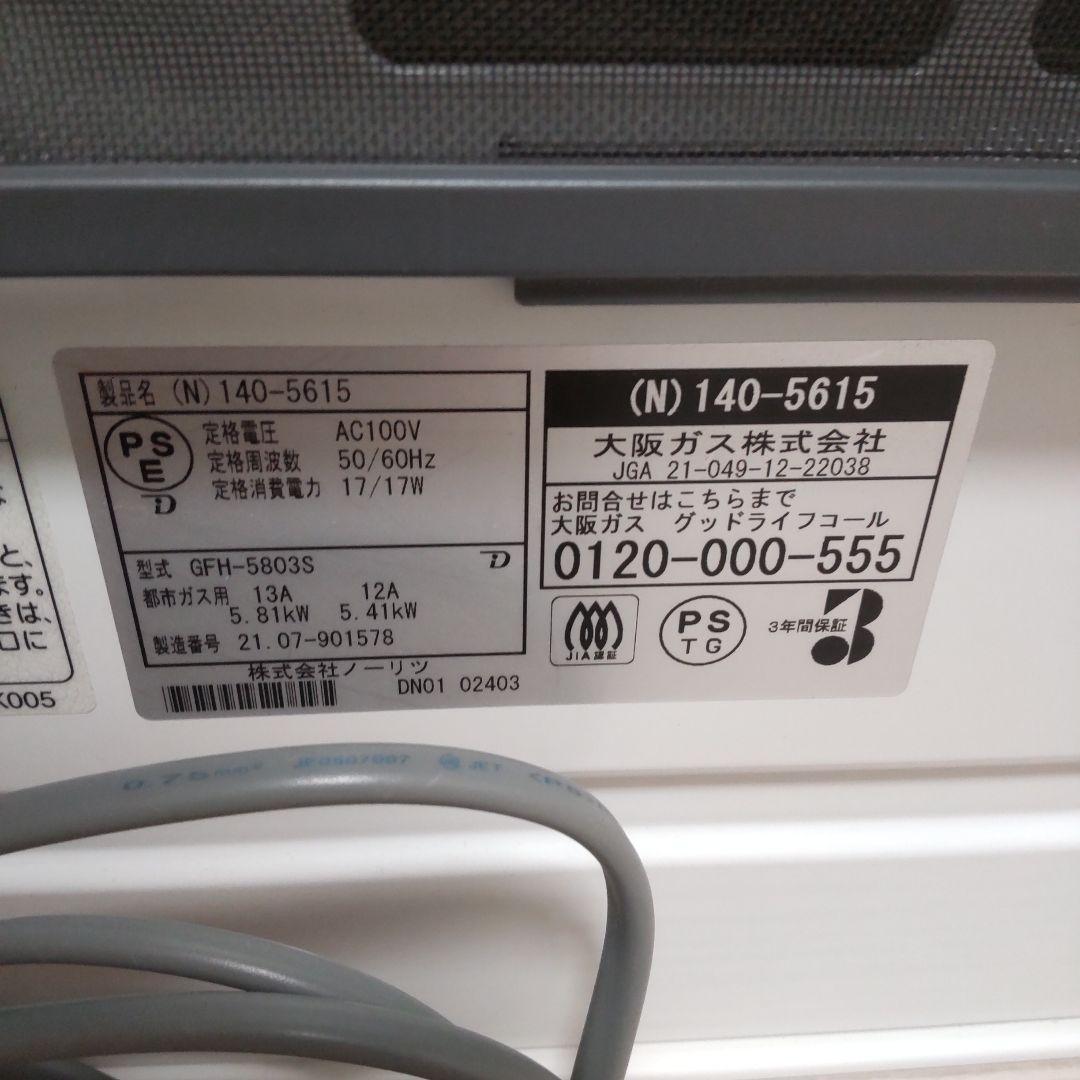 製品名 (N) 140-5615
PS
E
定格電圧 AC100V
定格周波数 50/60Hz
定格消費電力 17/17W
型式 GFH-5803S
都市ガス用 13A 12A
5.81kW 5.41kW
製造番号 21.07-901578
株式会社ノーリツ
DN01 02403
(N) 140-5615
大阪ガス株式会社
JGA 21-049-12-22038
お問合せはこちらまで
大阪ガス グッドライフコール
0120-000-555
JIA認証
PS
TG
3年間保証
と、
ます。
きは、
口に
K005
0.75mm² JET